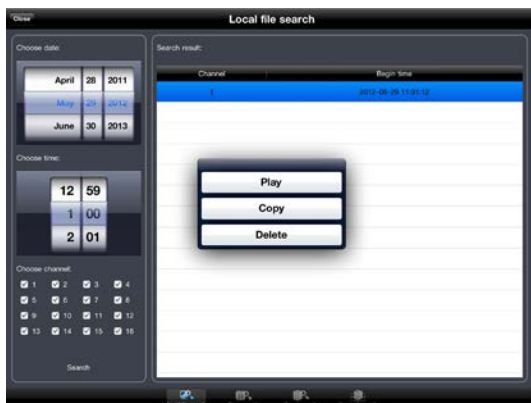 Close
Local file search
Choose date:
April 28 2011
May 29 2012
June 30 2013
Choose time:
12 59
1 00
2 01
Choose channel:
1 2 3 4
5 6 7 8
9 10 11 12
13 14 15 16
Search
Search result:
Channel Begin time
1 2012-05-29 11:01:12
Play
Copy
Delete